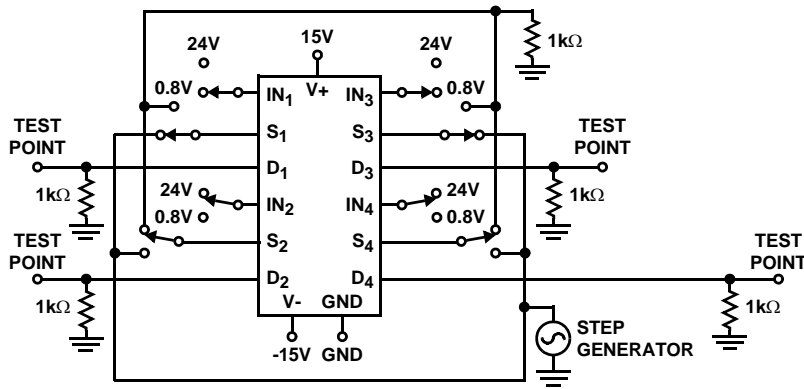 1kΩ
24V
15V
24V
0.8V
IN1
V+
IN3
0.8V
TEST
POINT
S1
S3
TEST
POINT
D1
D3
1kΩ
24V
IN2
IN4
24V
1kΩ
0.8V
0.8V
TEST
POINT
S2
S4
TEST
POINT
D2
D4
1kΩ
V-
GND
1kΩ
-15V
GND
STEP
GENERATOR